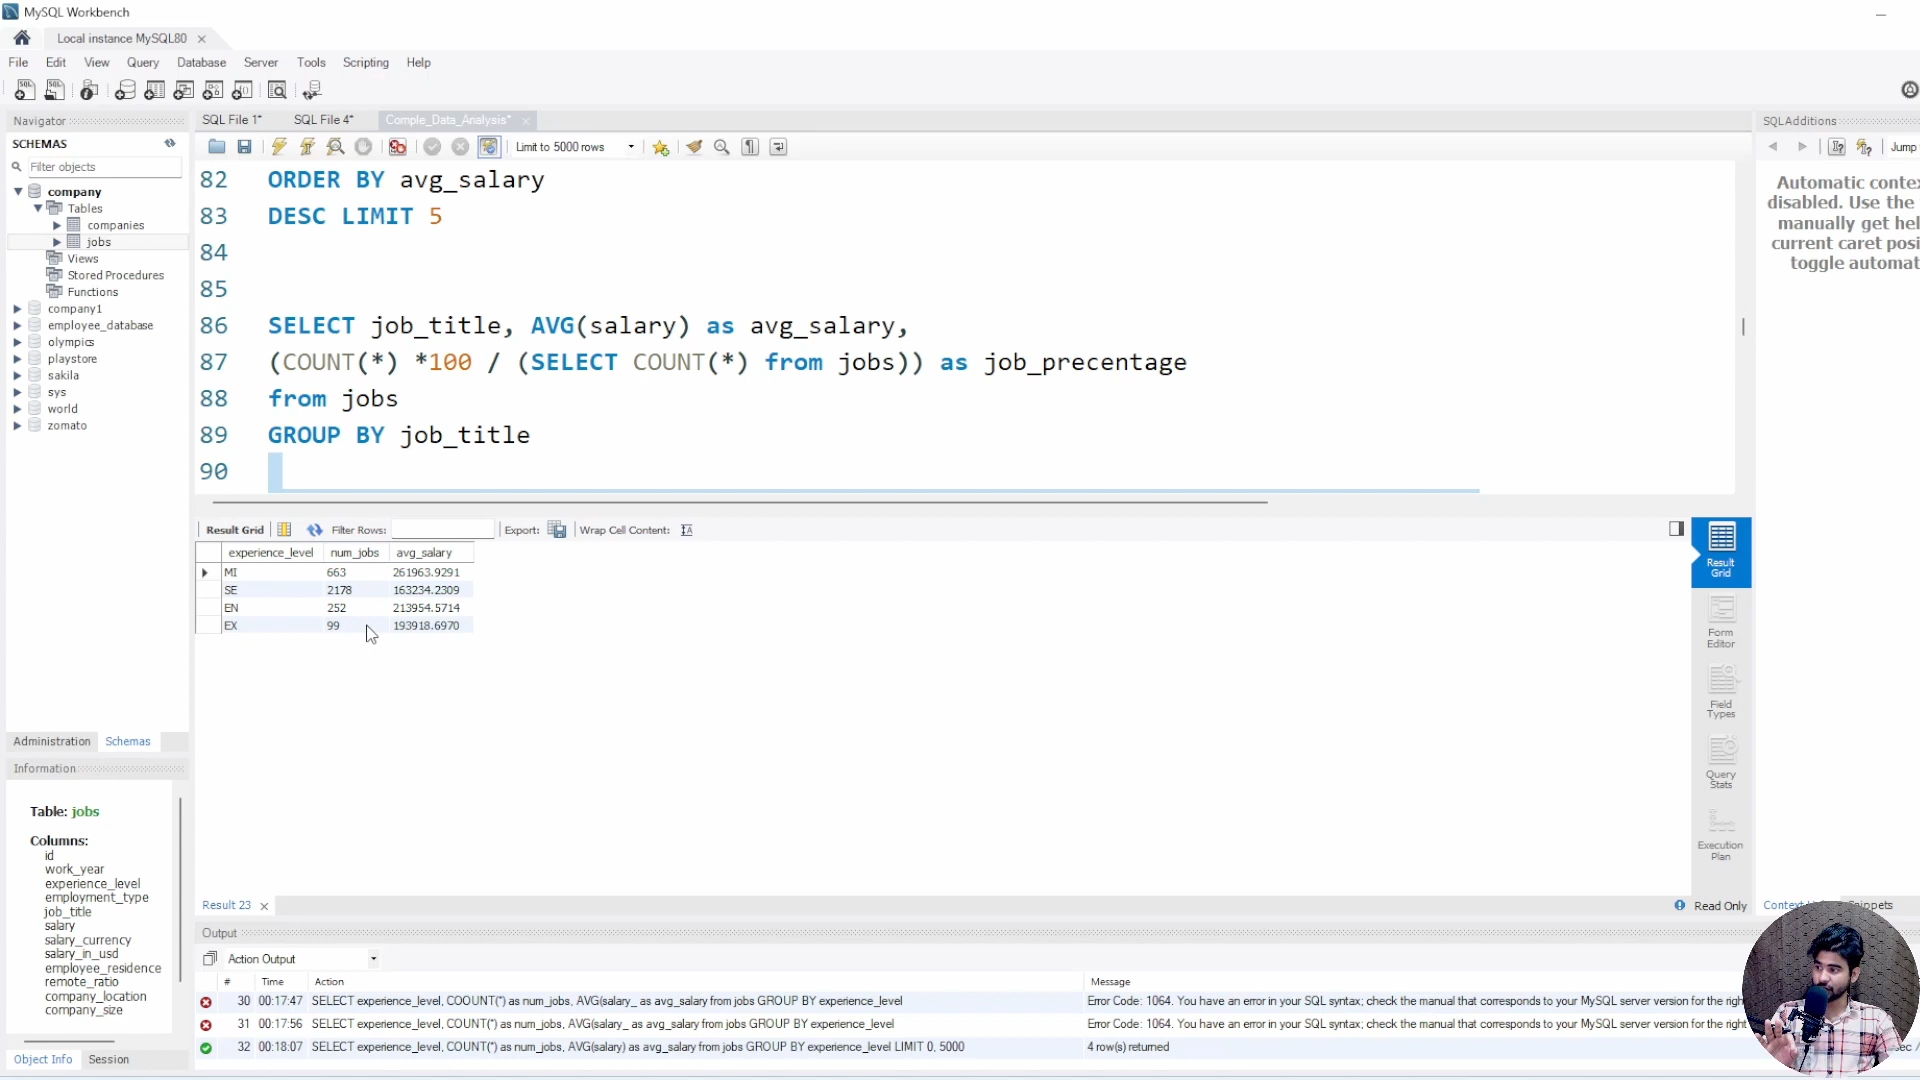 MySQL Workbench
Local instance MySQL80
File Edit View Query Database Server Tools Scripting Help
Navigator
SCHEMAS
Filter objects
company
Tables
companies
jobs
Views
Stored Procedures
Functions
company1
employee_database
olympics
playstore
sakila
sys
world
zomato
Administration Schemas
Information
Table: jobs
Columns:
id
work_year
experience_level
employment_type
job_title
salary
salary_currency
salary_in_usd
employee_residence
remote_ratio
company_location
company_size
Object Info Session
SQL File 1* SQL File 4* Comple_Data_Analysis*
Limit to 5000 rows
82 ORDER BY avg_salary
83 DESC LIMIT 5
84
85
86 SELECT job_title, AVG(salary) as avg_salary,
87 (COUNT(*) *100 / (SELECT COUNT(*) from jobs)) as job_precentage
88 from jobs
89 GROUP BY job_title
90
Result Grid Filter Rows: Export: Wrap Cell Content:
experience_level num_jobs avg_salary
MI 663 261963.9291
SE 2178 163234.2309
EN 252 213954.5714
EX 99 193918.6970
Result Grid
Form Editor
Field Types
Query Stats
Execution Plan
Result 23
Read Only
Output
Action Output
# Time Action Message
30 00:17:47 SELECT experience_level, COOUNT(*) as num_jobs, AVG(salary_ as avg_salary from jobs GROUP BY experience_level Error Code: 1064. You have an error in your SQL syntax; check the manual that corresponds to your MySQL server version for the righ
31 00:17:56 SELECT experience_level, COUNT(*) as num_jobs, AVG(salary_ as avg_salary from jobs GROUP BY experience_level Error Code: 1064. You have an error in your SQL syntax; check the manual that corresponds to your MySQL server version for the righ
32 00:18:07 SELECT experience_level, COUNT(*) as num_jobs, AVG(salary) as avg_salary from jobs GROUP BY experience_level LIMIT 0, 5000 4 row(s) returned
SQLAdditions
Jump
Automatic contex
disabled. Use the
manually get hel
current caret posi
toggle automat
Context